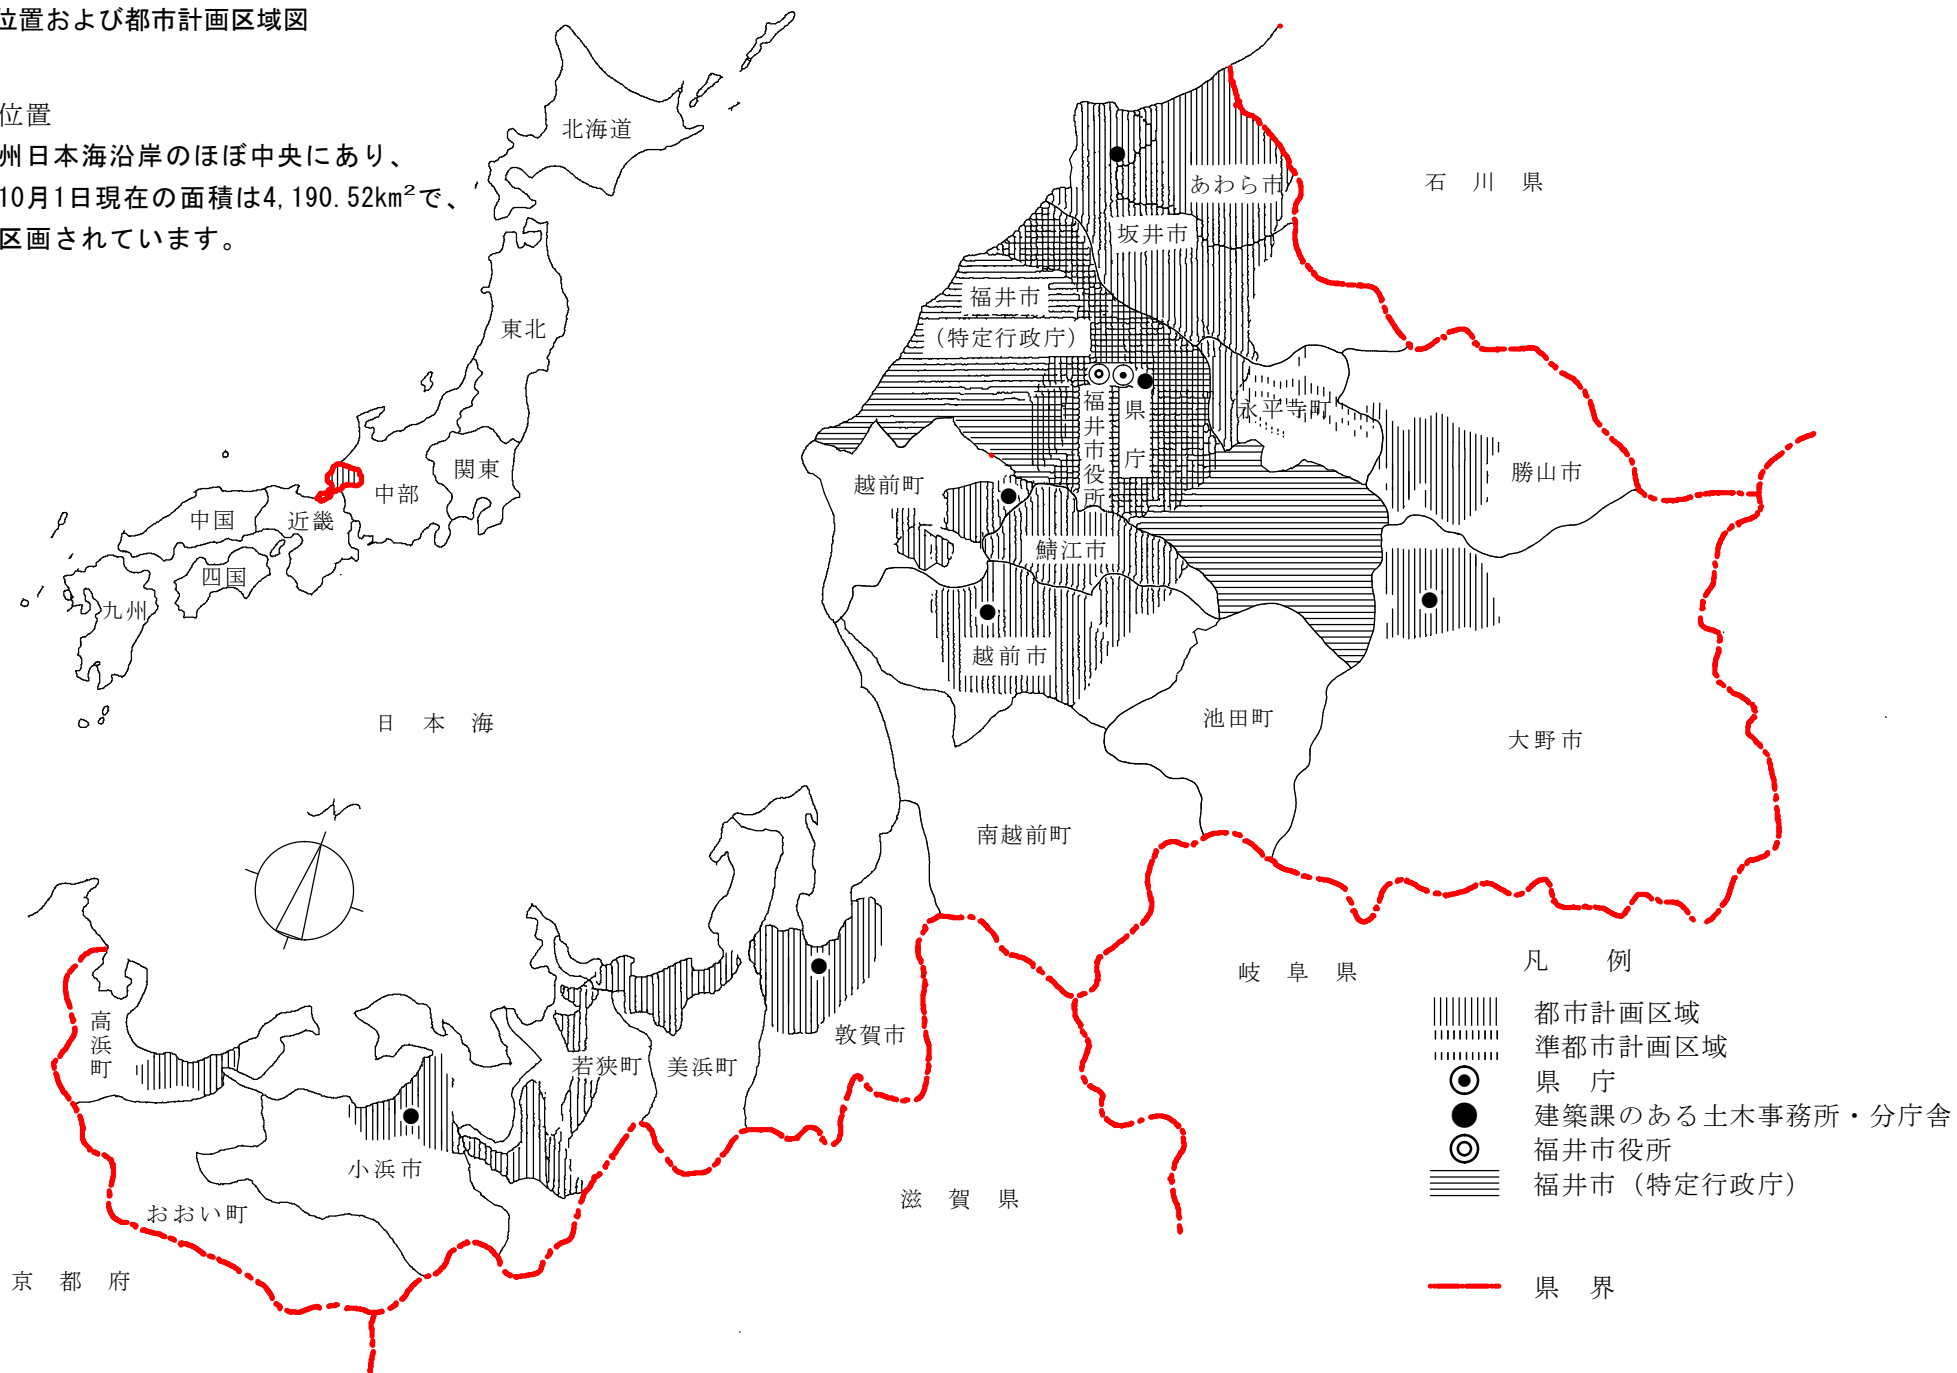 位置および都市計画区域図
位置
州日本海沿岸のほぼ中央にあり、
10月1日現在の面積は4,190.52km²で、
区画されています。
北海道
東北
関東
中部
近畿
中国
四国
九州
日本海
石川県
あわら市
坂井市
福井市
（特定行政庁）
福井市役所
県庁
永平寺町
勝山市
越前町
鯖江市
越前市
池田町
大野市
南越前町
敦賀市
美浜町
若狭町
高浜町
小浜市
おおい町
京都府
滋賀県
岐阜県
凡例
都市計画区域
準都市計画区域
県庁
建築課のある土木事務所・分庁舎
福井市役所
福井市（特定行政庁）
県界